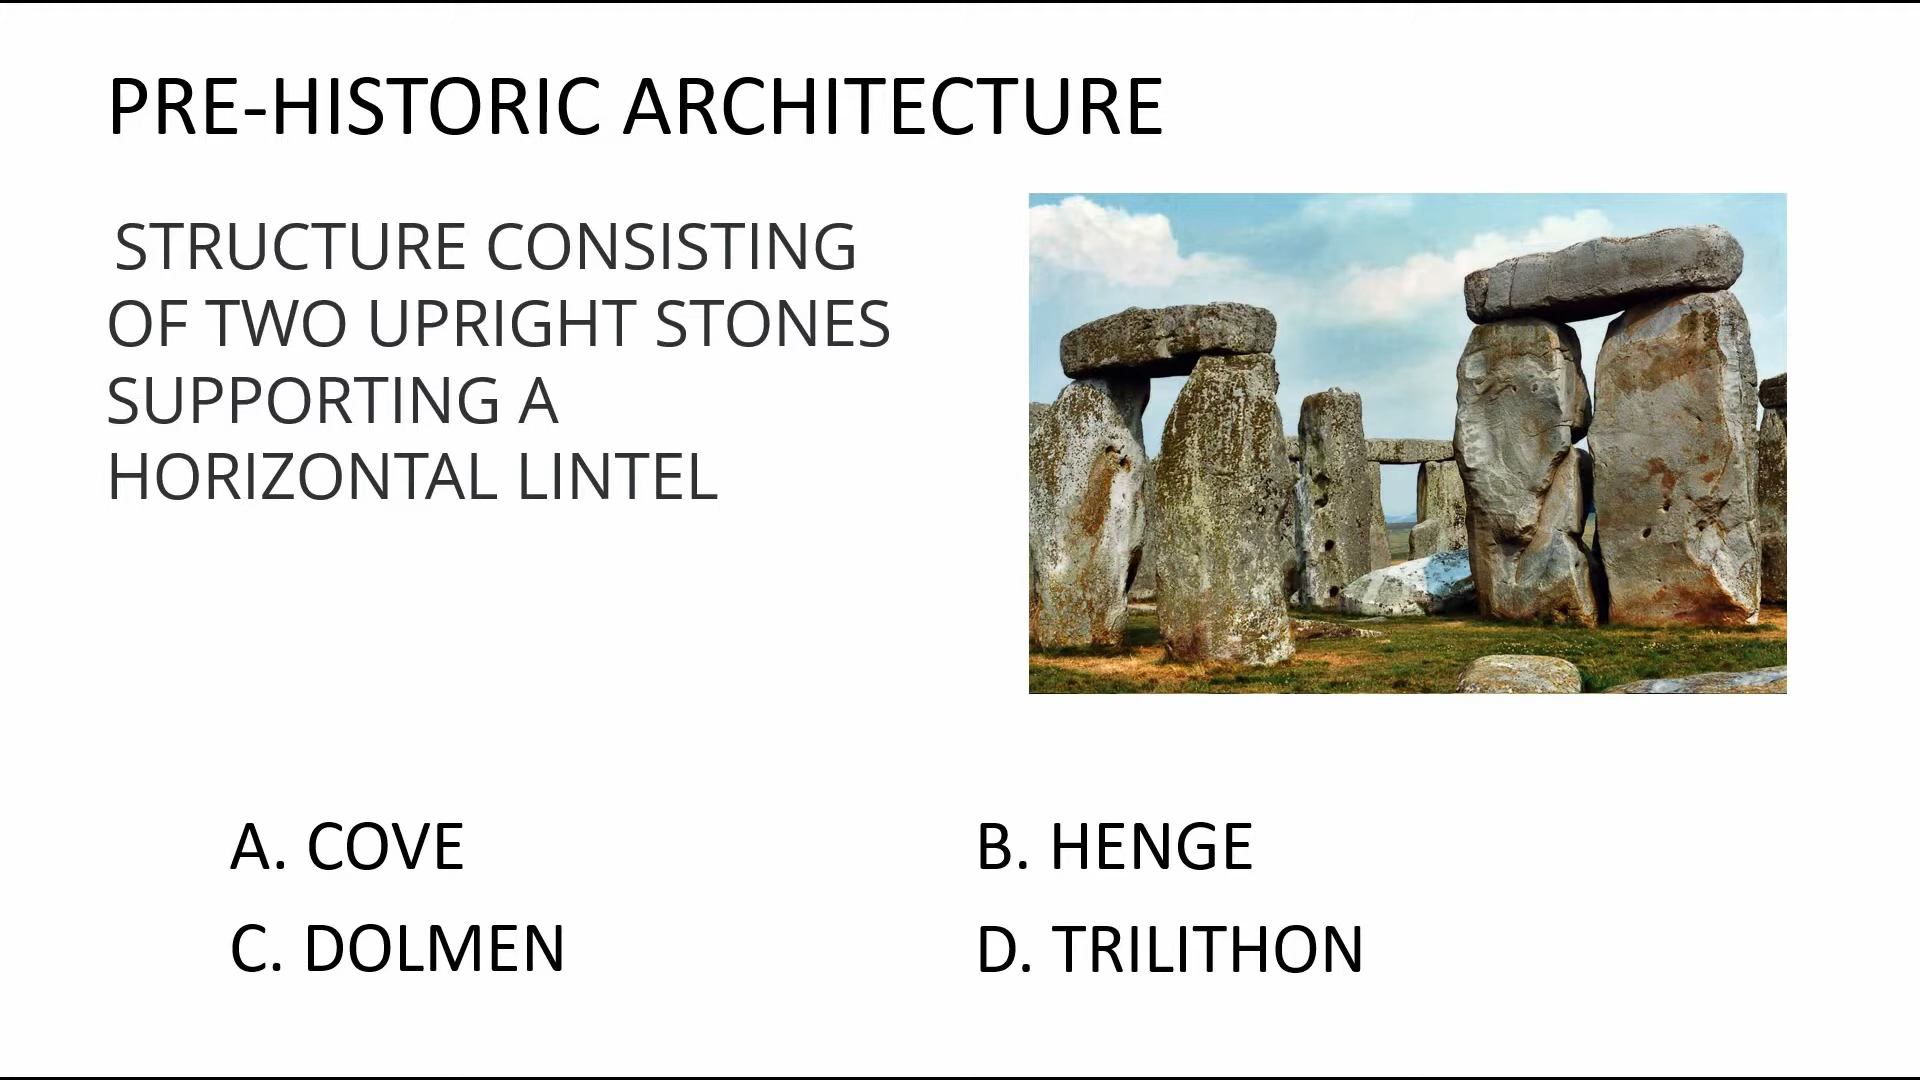 PRE-HISTORIC ARCHITECTURE
STRUCTURE CONSISTING
OF TWO UPRIGHT STONES
SUPPORTING A
HORIZONTAL LINTEL
A. COVE
B. HENGE
C. DOLMEN
D. TRILITHON